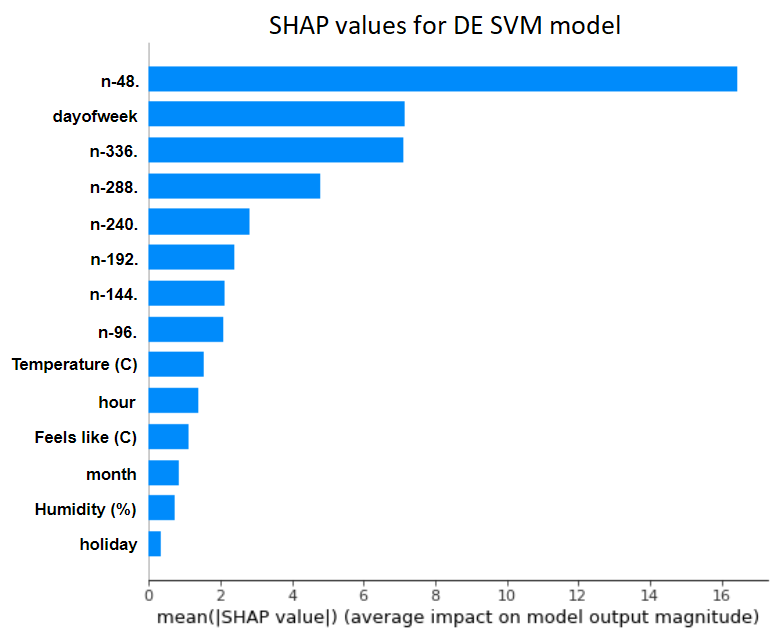 SHAP values for DE SVM model
n-48.
dayofweek
n-336.
n-288.
n-240.
n-192.
n-144.
n-96.
Temperature (C)
hour
Feels like (C)
month
Humidity (%)
holiday
0 2 4 6 8 10 12 14 16
mean(|SHAP value|) (average impact on model output magnitude)